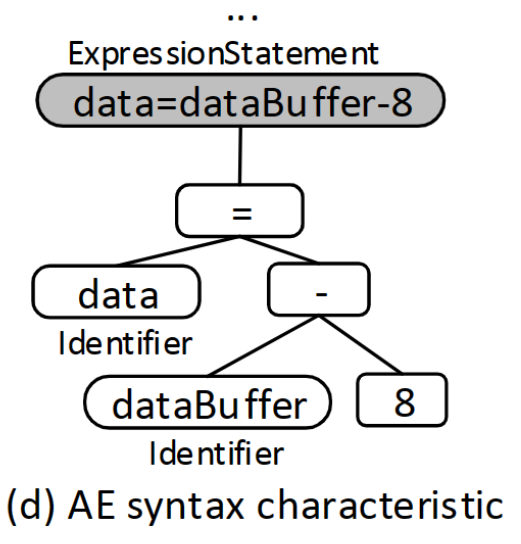 ...
ExpressionStatement
data=dataBuffer-8
=
data
-
Identifier
dataBuffer
8
Identifier
(d) AE syntax characteristic